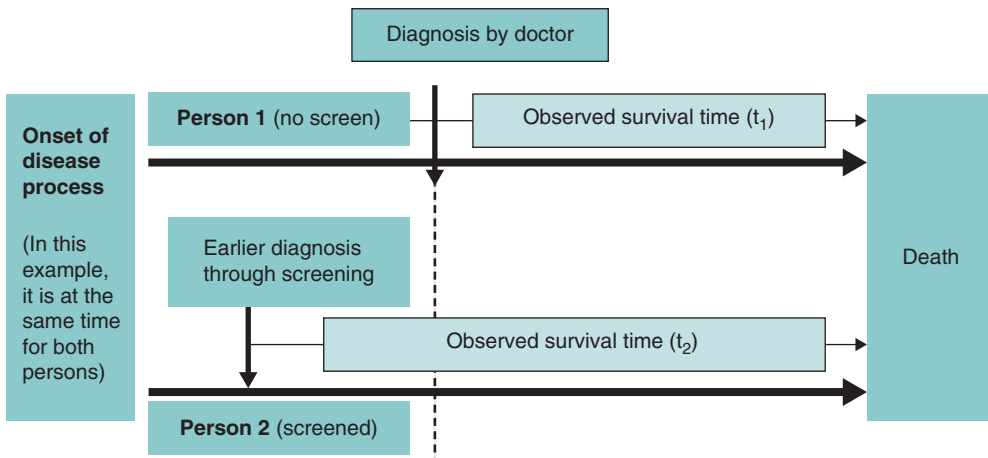 Diagnosis by doctor
Onset of
disease
process
(In this
example,
it is at the
same time
for both
persons)
Person 1 (no screen)
Observed survival time (t₁)
Earlier diagnosis
through screening
Observed survival time (t₂)
Person 2 (screened)
Death